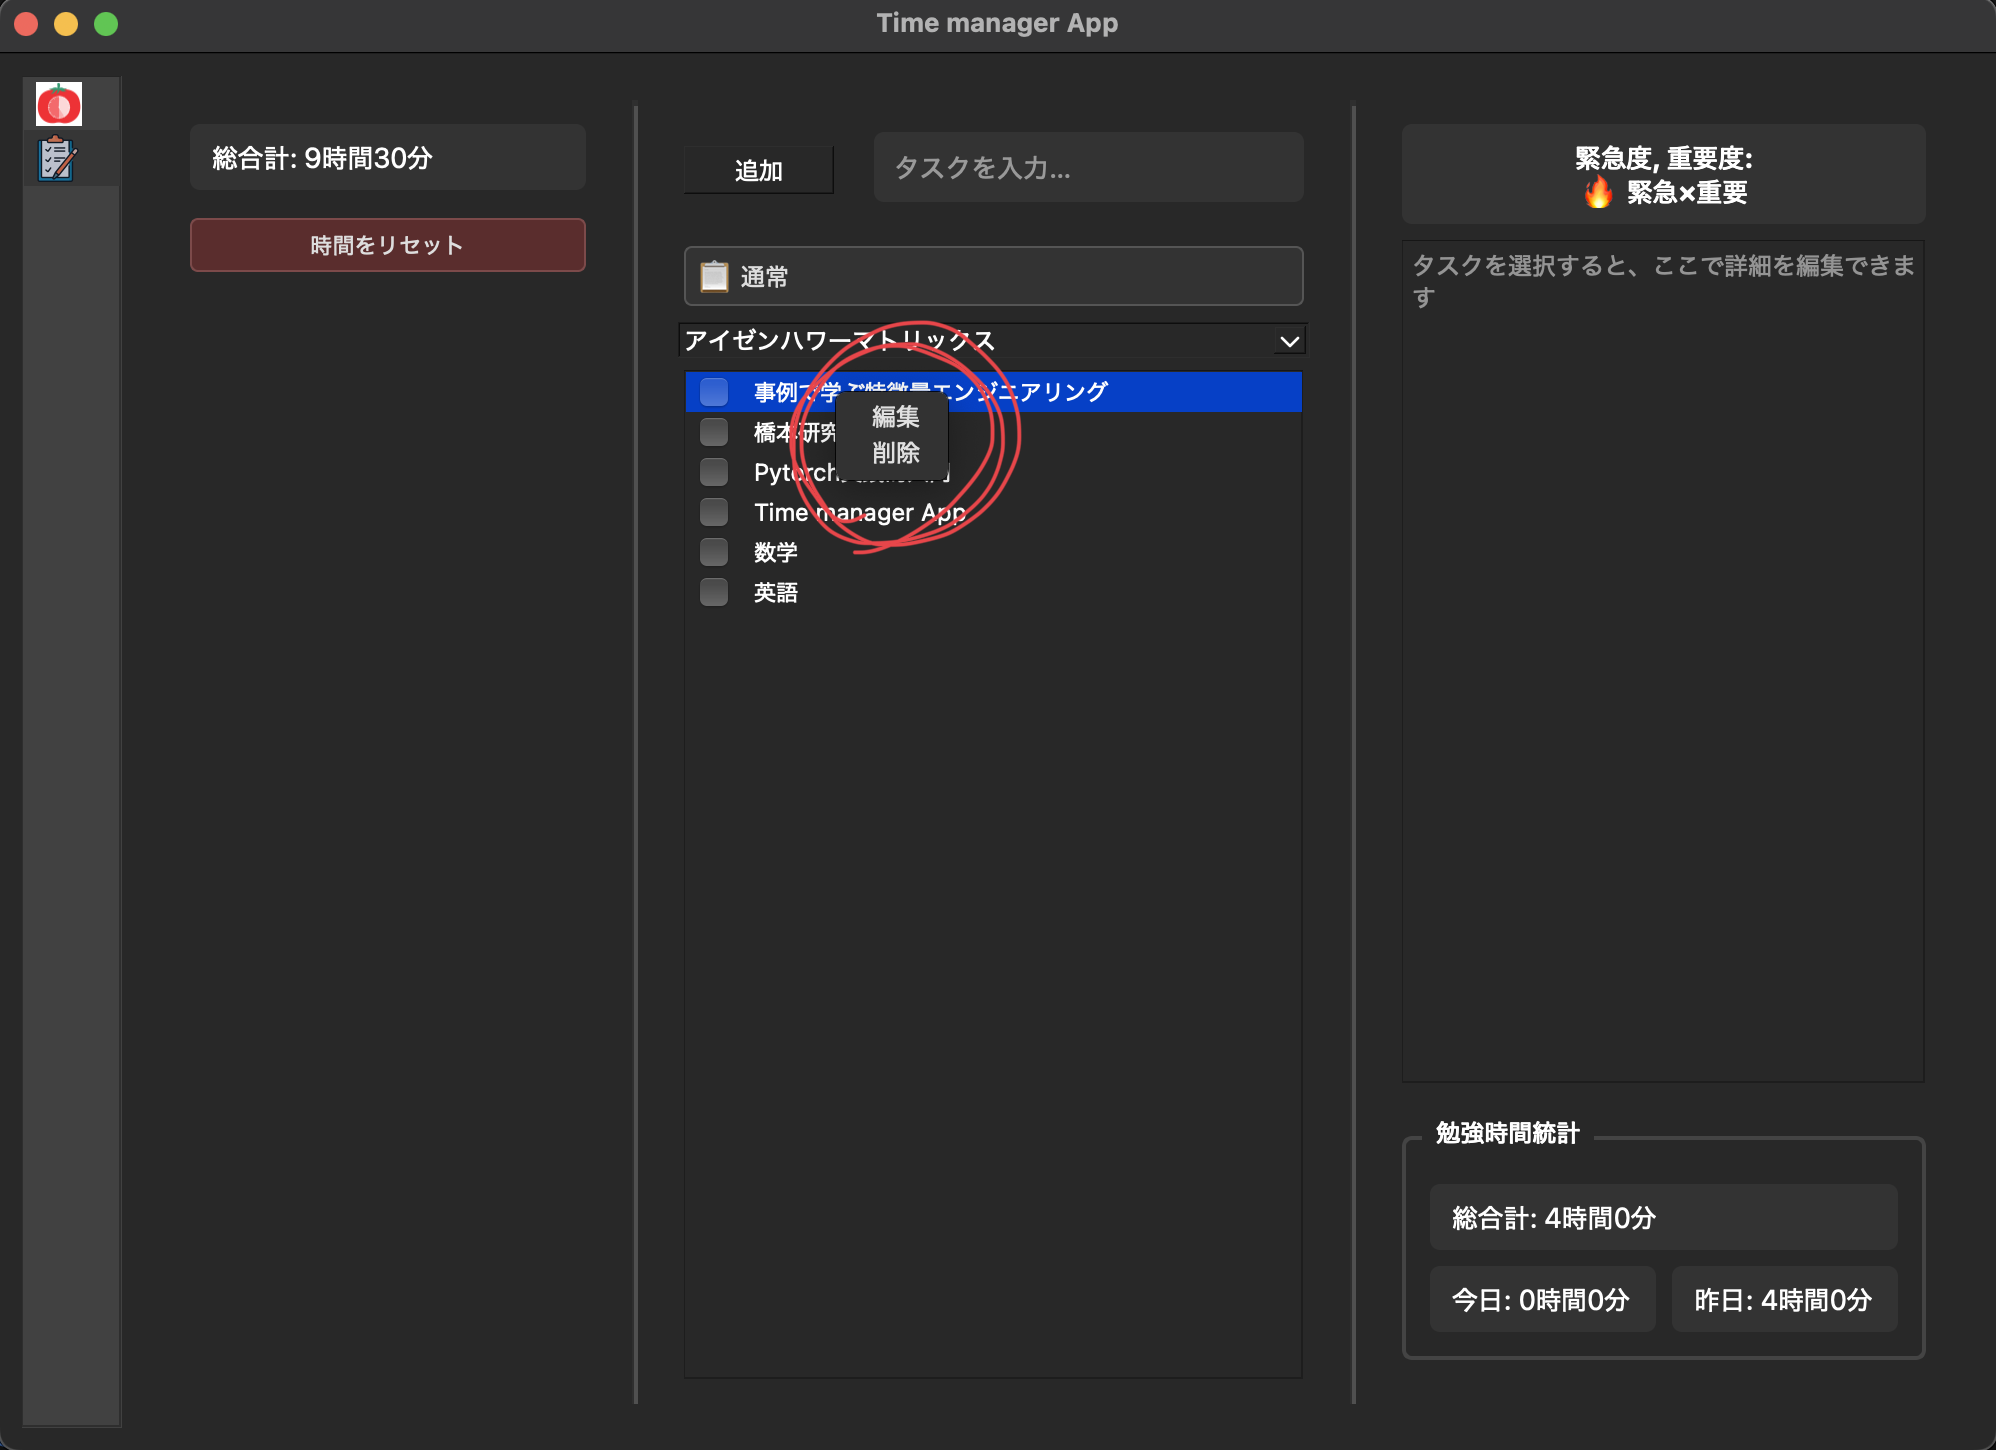 Time manager App
総合計: 9時間30分
時間をリセット
追加
タスクを入力...
通常
アイゼンハワーマトリックス
事例で学ぶ特徴量エンジニアリング
橋本研究
編集
削除
Pytorch
Time manager App
数学
英語
緊急度, 重要度:
🔥 緊急×重要
タスクを選択すると、ここで詳細を編集できま
す
勉強時間統計
総合計: 4時間0分
今日: 0時間0分
昨日: 4時間0分